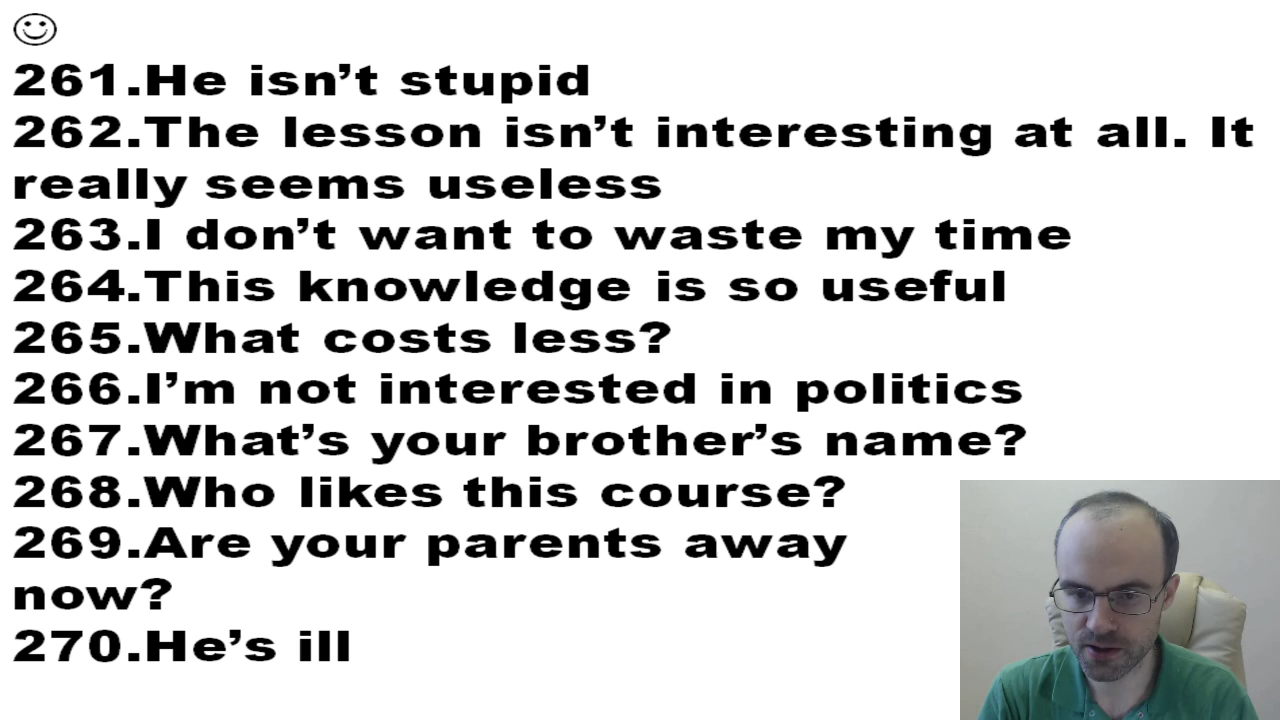 261.He isn’t stupid
262.The lesson isn’t interesting at all. It
really seems useless
263.I don’t want to waste my time
264.This knowledge is so useful
265.What costs less?
266.I’m not interested in politics
267.What’s your brother’s name?
268.Who likes this course?
269.Are your parents away
now?
270.He’s ill